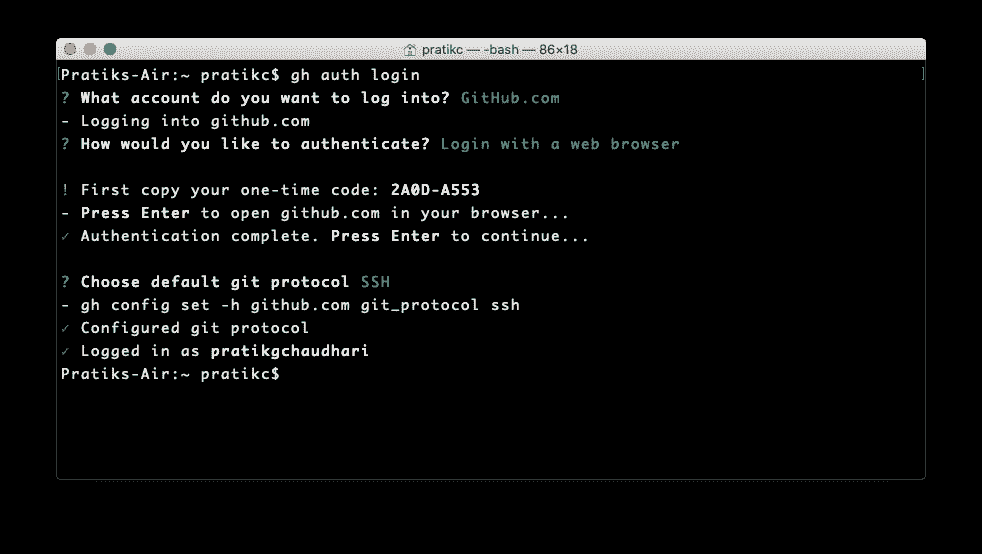 pratikc — -bash — 86×18
Pratiks-Air:~ pratikc$ gh auth login
? What account do you want to log into? GitHub.com
- Logging into github.com
? How would you like to authenticate? Login with a web browser
! First copy your one-time code: 2A0D-A553
- Press Enter to open github.com in your browser...
✓ Authentication complete. Press Enter to continue...
? Choose default git protocol SSH
- gh config set -h github.com git_protocol ssh
✓ Configured git protocol
✓ Logged in as pratikgchaudhari
Pratiks-Air:~ pratikc$